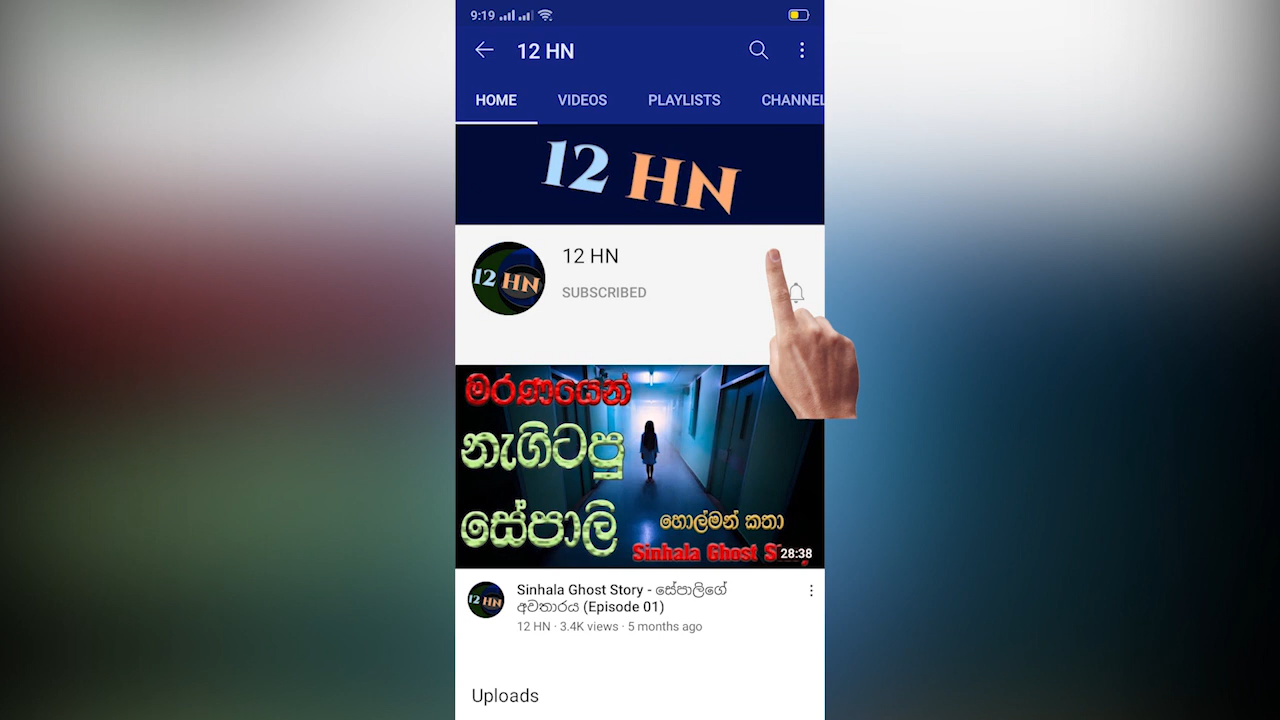 9:19
12 HN
HOME VIDEOS PLAYLISTS CHANNEL
12 HN
12 HN
12 HN
SUBSCRIBED
මරණයෙන්
නැගිටපු
සේපාලි
හොල්මන් කතා
Sinhala Ghost
28:38
12 HN
Sinhala Ghost Story - සේපාලිගේ
අවතාරය (Episode 01)
12 HN · 3.4K views · 5 months ago
Uploads